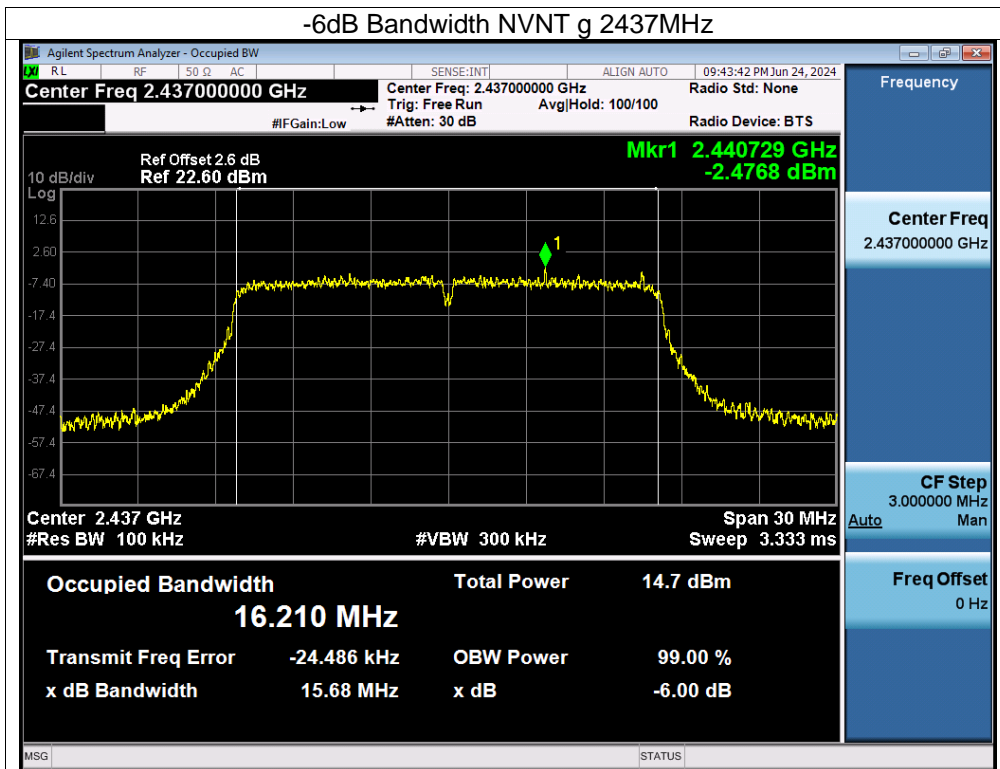 -6dB Bandwidth NVNT g 2437MHz
Agilent Spectrum Analyzer - Occupied BW
LXI RL RF 50 Ω AC SENSE:INT ALIGN AUTO 09:43:42 PM Jun 24, 2024
Center Freq 2.437000000 GHz
Center Freq: 2.437000000 GHz Radio Std: None
Trig: Free Run Avg|Hold: 100/100
#IFGain:Low #Atten: 30 dB Radio Device: BTS
Frequency
Mkr1 2.440729 GHz
-2.4768 dBm
Ref Offset 2.6 dB
10 dB/div Ref 22.60 dBm
Log
12.6
2.60
-7.40
-17.4
-27.4
-37.4
-47.4
-57.4
-67.4
1
Center 2.437 GHz Span 30 MHz
#Res BW 100 kHz #VBW 300 kHz Sweep 3.333 ms
Occupied Bandwidth Total Power 14.7 dBm
16.210 MHz
Transmit Freq Error -24.486 kHz OBW Power 99.00 %
x dB Bandwidth 15.68 MHz x dB -6.00 dB
Center Freq
2.437000000 GHz
CF Step
3.000000 MHz
Auto Man
Freq Offset
0 Hz
MSG STATUS